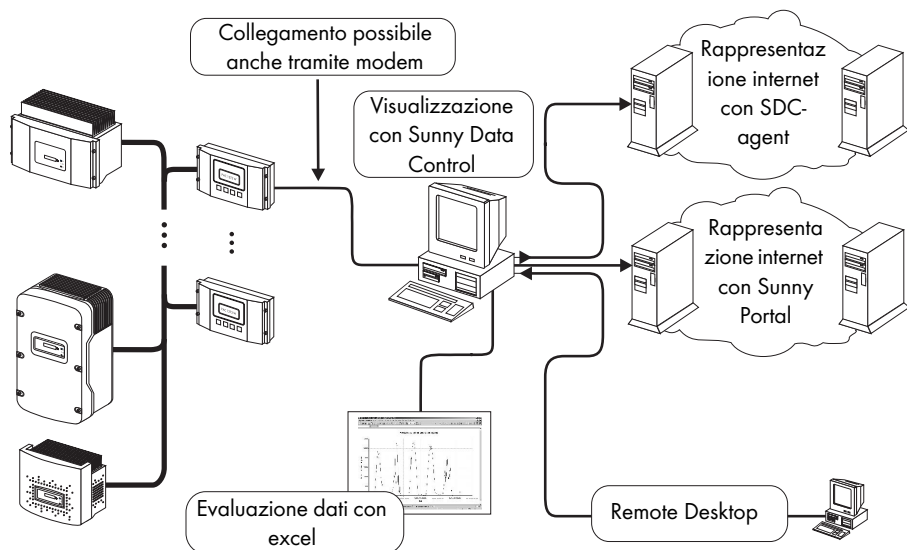 Collegamento possibile
anche tramite modem
Visualizzazione
con Sunny Data
Control
Rappresentaz
ione internet
con SDC-
agent
Rappresenta
zione internet
con Sunny
Portal
Evaluazione dati con
excel
Remote Desktop